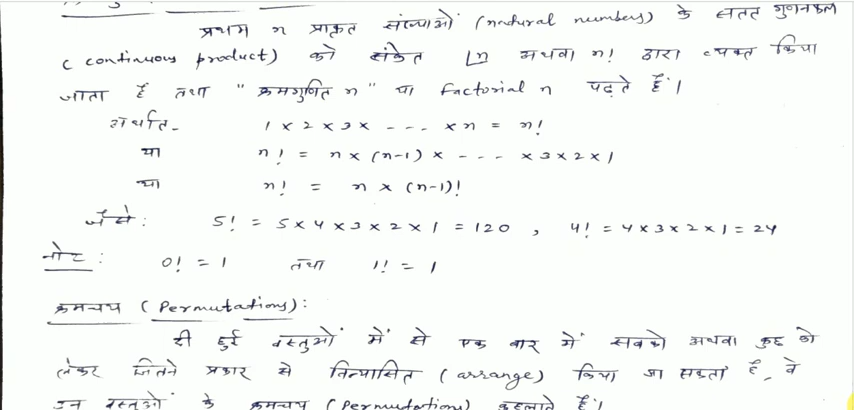 प्रथम n प्राकृत संख्याओं (natural numbers) के सतत गुणनफल
(continuous product) को संकेत ⌊n अथवा n! द्वारा व्यक्त किया
जाता है तथा "क्रमगुणित n" या factorial n पढ़ते हैं।
अर्थात- 1 × 2 × 3 × --- × n = n!
या n! = n × (n-1) × --- × 3 × 2 × 1
या n! = n × (n-1)!
जैसे: 5! = 5 × 4 × 3 × 2 × 1 = 120 , 4! = 4 × 3 × 2 × 1 = 24
नोट: 0! = 1 तथा 1! = 1
क्रमचय (Permutations):
दी हुई वस्तुओं में से एक बार में सबको अथवा कुछ को
लेकर जितने प्रकार से विन्यासित (arrange) किया जा सकता है, वे
उन वस्तुओं के क्रमचय (Permutation) कहलाते हैं।